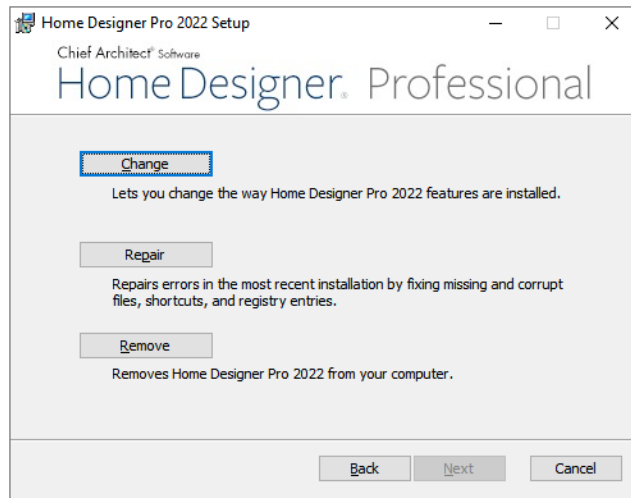 Home Designer Pro 2022 Setup
Chief Architect® Software
Home Designer® Professional
Change
Lets you change the way Home Designer Pro 2022 features are installed.
Repair
Repairs errors in the most recent installation by fixing missing and corrupt
files, shortcuts, and registry entries.
Remove
Removes Home Designer Pro 2022 from your computer.
Back Next Cancel